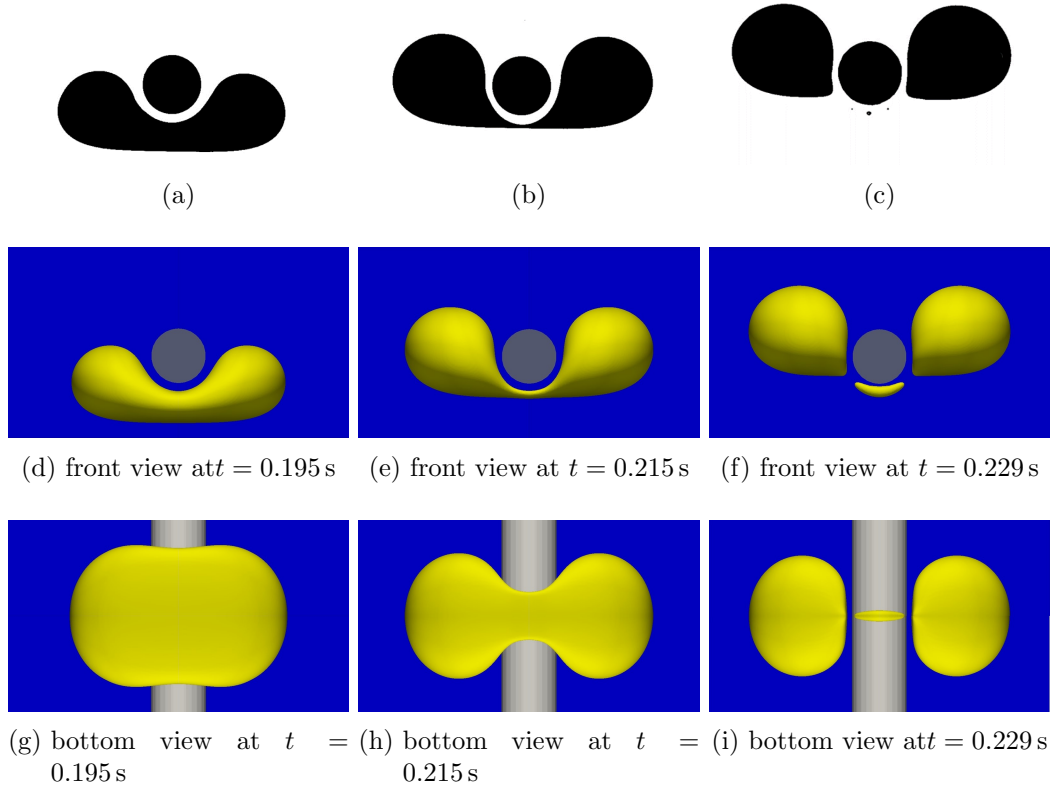 (a)
(b)
(c)
(d) front view att = 0.195 s
(e) front view at t = 0.215 s
(f) front view at t = 0.229 s
(g) bottom view at t =
0.195 s
(h) bottom view at t =
0.215 s
(i) bottom view att = 0.229 s